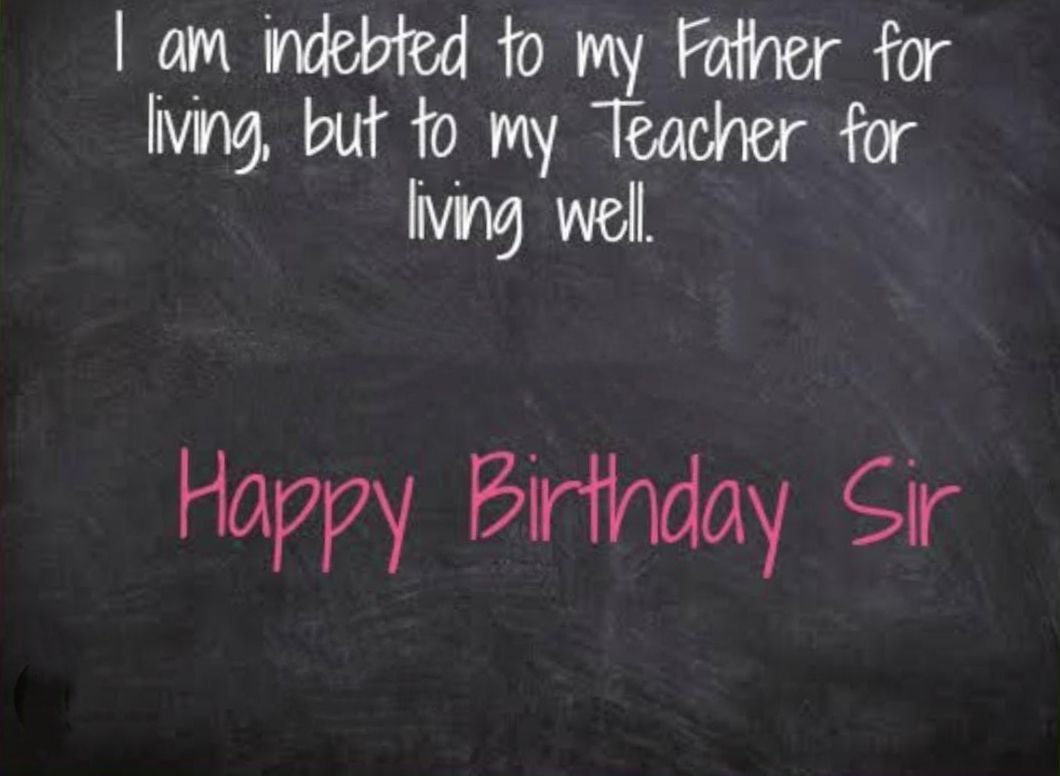 I am indebted to my Father for
living, but to my Teacher for
living well.
Happy Birthday Sir